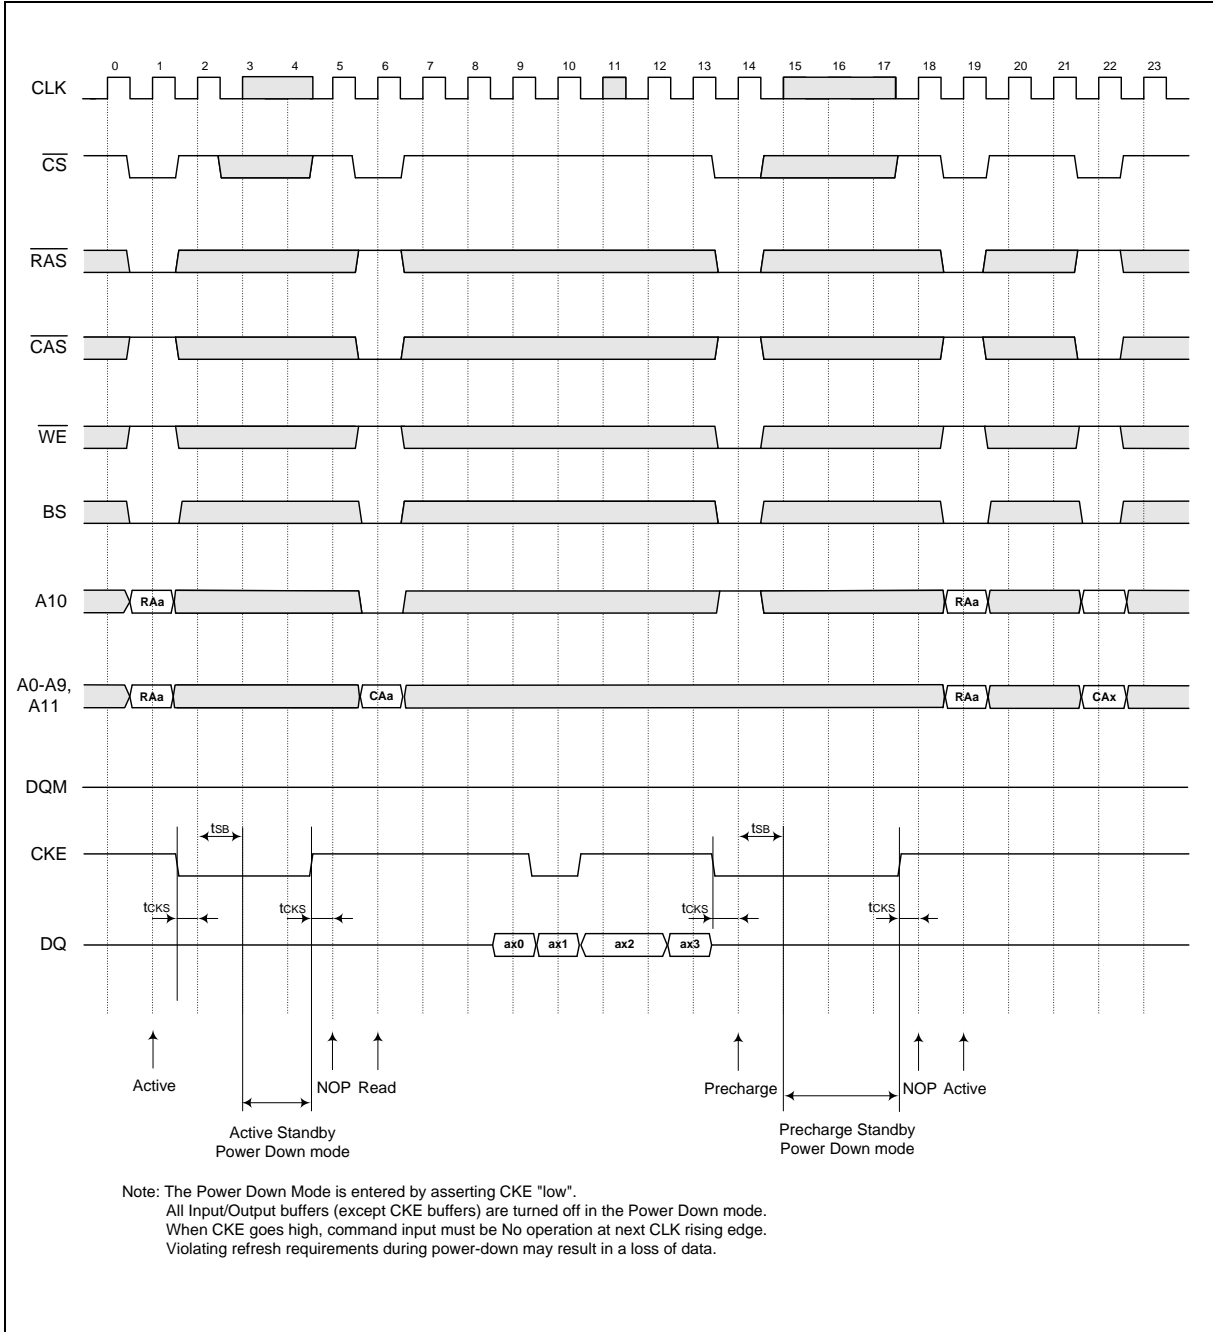 0 1 2 3 4 5 6 7 8 9 10 11 12 13 14 15 16 17 18 19 20 21 22 23
CLK
CS
RAS
CAS
WE
BS
A10 RAa RAa
A0-A9,
A11 RAa CAa RAa CAx
DQM
tSB tSB
CKE
tCKS tCKS tCKS tCKS
DQ ax0 ax1 ax2 ax3
Active NOP Read Precharge NOP Active
Active Standby
Power Down mode
Precharge Standby
Power Down mode
Note: The Power Down Mode is entered by asserting CKE "low".
All Input/Output buffers (except CKE buffers) are turned off in the Power Down mode.
When CKE goes high, command input must be No operation at next CLK rising edge.
Violating refresh requirements during power-down may result in a loss of data.